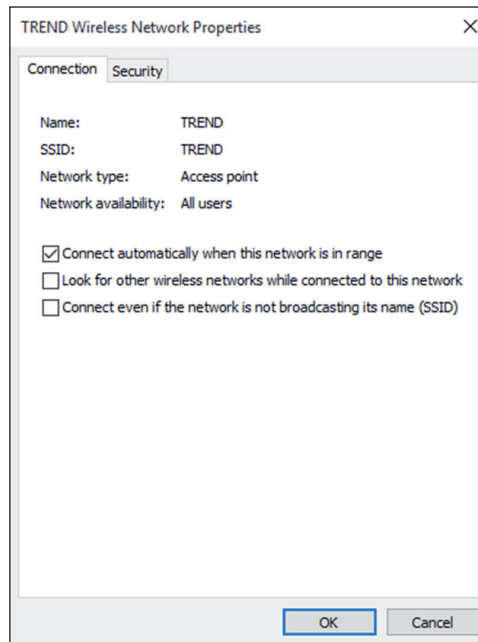 TREND Wireless Network Properties
Connection Security
Name: TREND
SSID: TREND
Network type: Access point
Network availability: All users
Connect automatically when this network is in range
Look for other wireless networks while connected to this network
Connect even if the network is not broadcasting its name (SSID)
OK Cancel